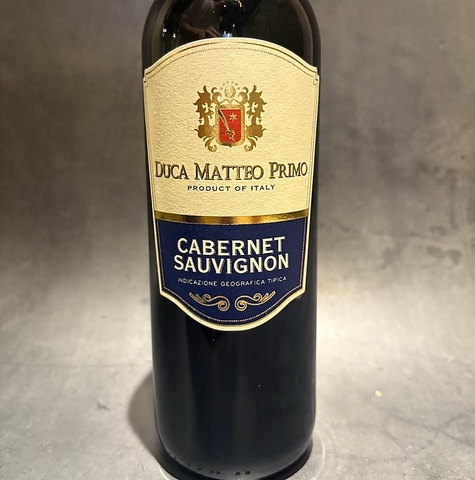 DUCA MATTEO PRIMO
PRODUCT OF ITALY
CABERNET
SAUVIGNON
INDICAZIONE GEOGRAFICA TIPICA